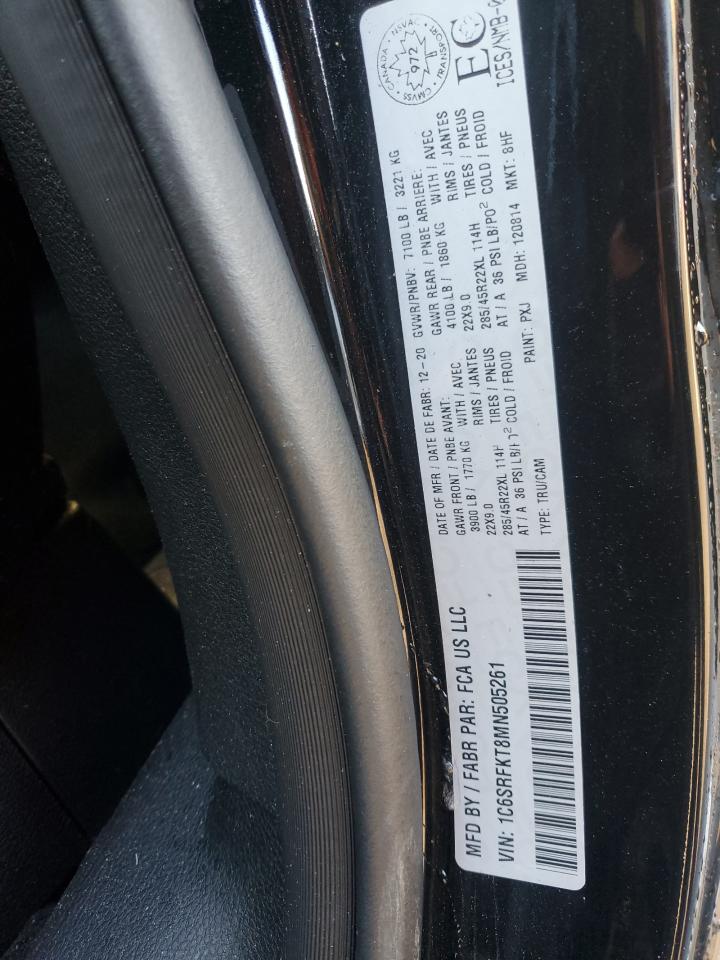 MFD BY / FABR PAR: FCA US LLC
VIN: 1C6SRFKT8MN505261
DATE OF MFR / DATE DE FABR: 12-20 GVWR/PNBV: 7100 LB / 3221 KG
GAWR FRONT / PNBE AVANT: WITH / AVEC GAWR REAR / PNBE ARRIERE: WITH / AVEC
3900 LB / 1770 KG RIMS / JANTES 4100 LB / 1860 KG RIMS / JANTES
22X9.0 TIRES / PNEUS 22X9.0 TIRES / PNEUS
285/45R22XL 114H COLD / FROID 285/45R22XL 114H COLD / FROID
AT / A 36 PSI LB/PO² AT / A 36 PSI LB/PO²
TYPE: TRU/CAM PAINT: PXJ MDH: 120814 MKT: 8HF
CANADA · NSVAC · TRANSPORT · CMVSS
972
EC
ICES/NMB-